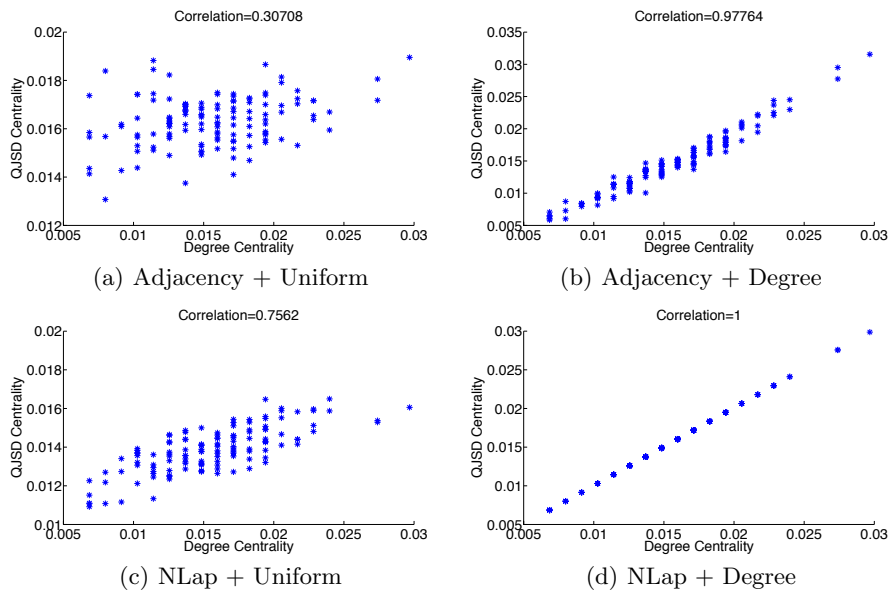 Correlation=0.30708
0.02
0.018
0.016
0.014
0.012
QJSD Centrality
0.005 0.01 0.015 0.02 0.025 0.03
Degree Centrality
(a) Adjacency + Uniform
Correlation=0.97764
0.035
0.03
0.025
0.02
0.015
0.01
0.005
QJSD Centrality
0.005 0.01 0.015 0.02 0.025 0.03
Degree Centrality
(b) Adjacency + Degree
Correlation=0.7562
0.02
0.018
0.016
0.014
0.012
0.01
QJSD Centrality
0.005 0.01 0.015 0.02 0.025 0.03
Degree Centrality
(c) NLap + Uniform
Correlation=1
0.03
0.025
0.02
0.015
0.01
0.005
QJSD Centrality
0.005 0.01 0.015 0.02 0.025 0.03
Degree Centrality
(d) NLap + Degree